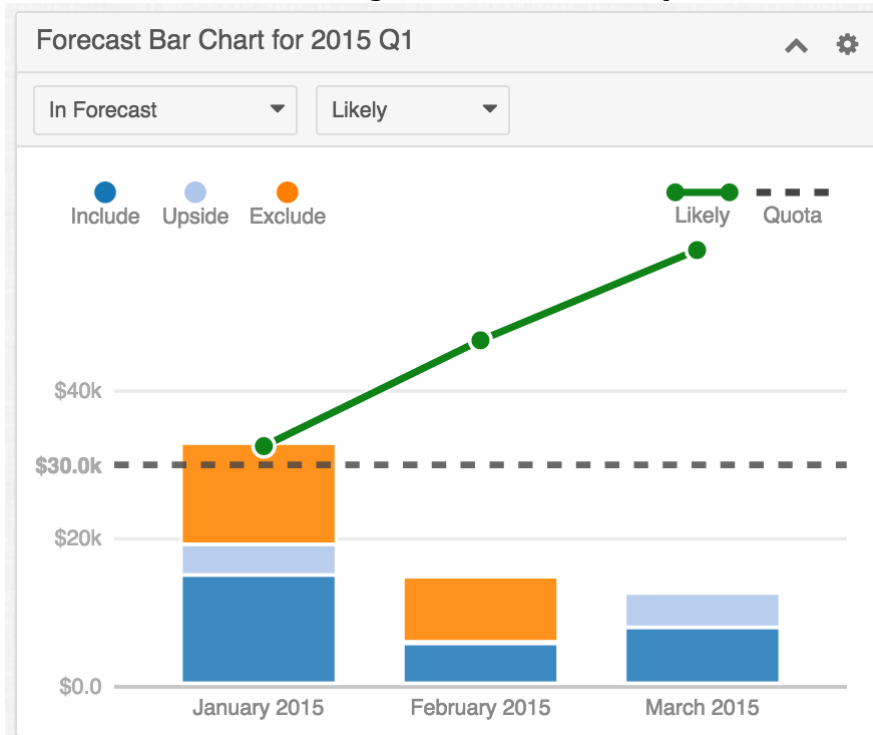 Forecast Bar Chart for 2015 Q1
In Forecast Likely
Include Upside Exclude Likely Quota
$40k
$30.0k
$20k
$0.0
January 2015 February 2015 March 2015